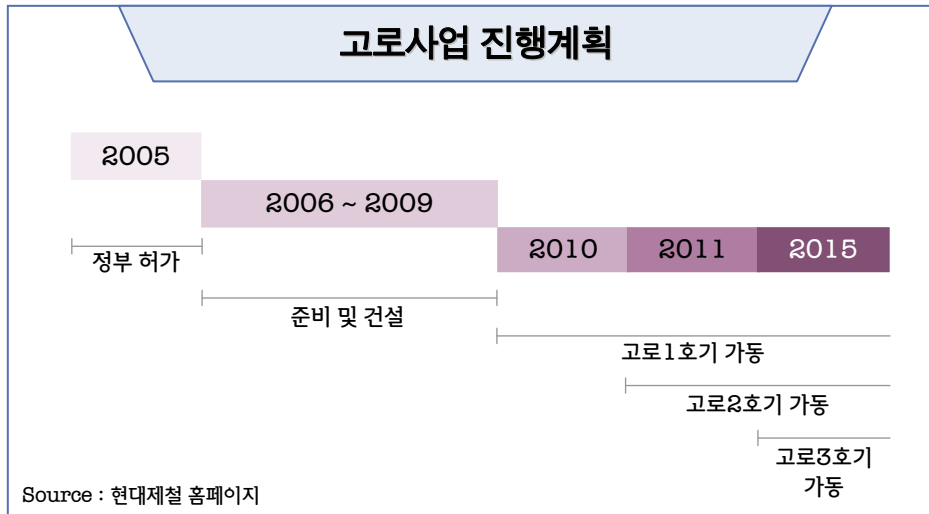 고로사업 진행계획
2005
2006 ~ 2009
2010
2011
2015
정부 허가
준비 및 건설
고로1호기 가동
고로2호기 가동
고로3호기
가동
Source : 현대제철 홈페이지